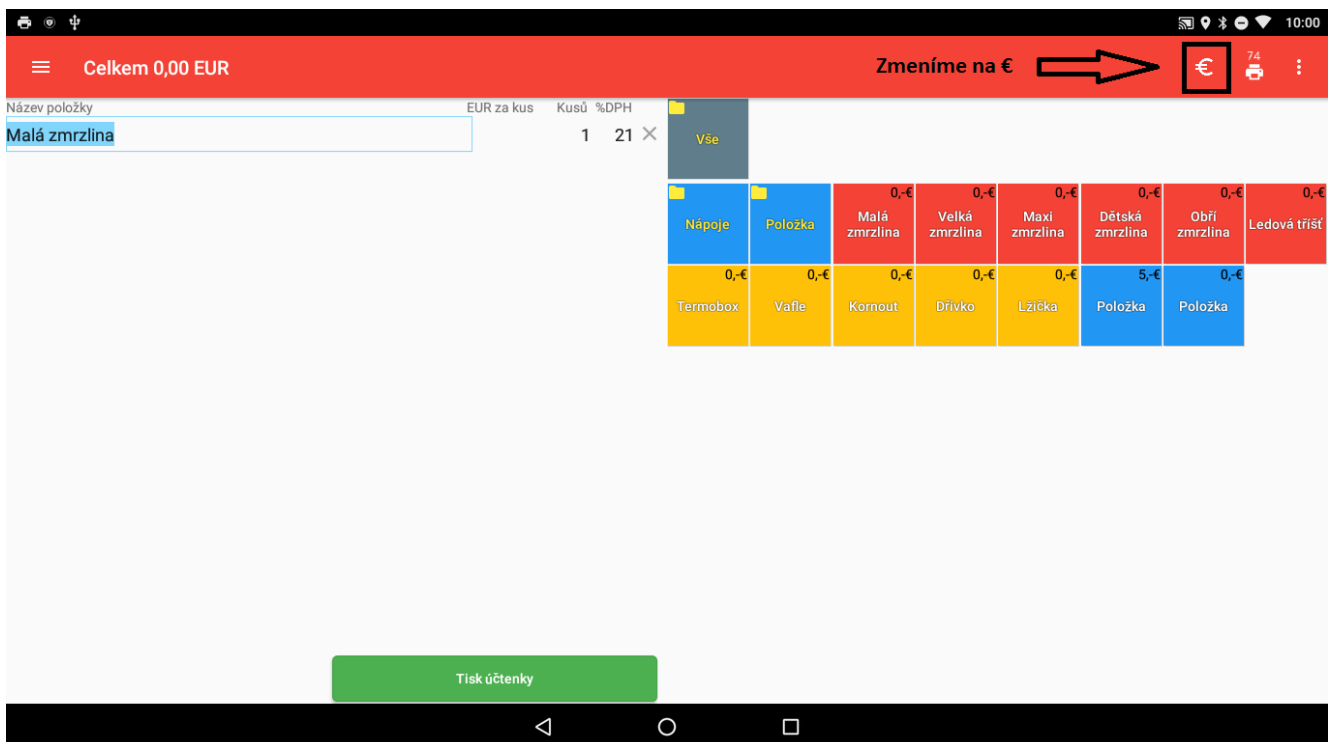 10:00
Celkem 0,00 EUR
Zmeníme na €
€
74
Název položky EUR za kus Kusů %DPH
Malá zmrzlina 1 21
Vše
Nápoje
Položka
0,-€
Malá
zmrzlina
0,-€
Velká
zmrzlina
0,-€
Maxi
zmrzlina
0,-€
Dětská
zmrzlina
0,-€
Obří
zmrzlina
0,-€
Ledová tříšť
0,-€
Termobox
0,-€
Vafle
0,-€
Kornout
0,-€
Dřívko
0,-€
Lžička
5,-€
Položka
0,-€
Položka
Tisk účtenky